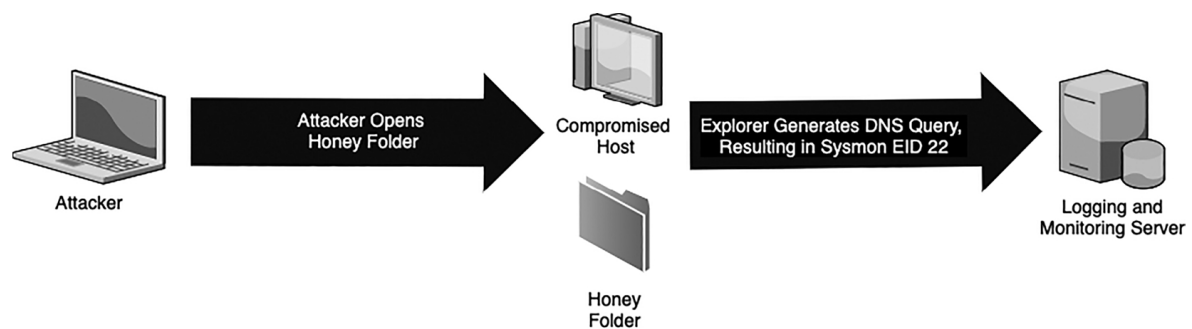 Attacker
Attacker Opens
Honey Folder
Compromised
Host
Honey
Folder
Explorer Generates DNS Query,
Resulting in Sysmon EID 22
Logging and
Monitoring Server